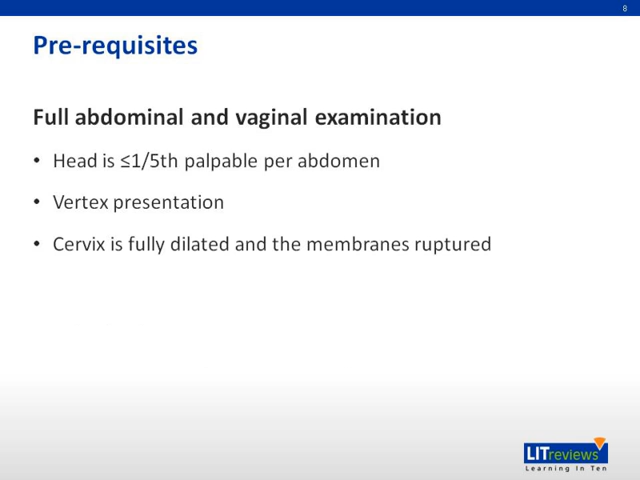 8
Pre-requisites
Full abdominal and vaginal examination
• Head is ≤1/5th palpable per abdomen
• Vertex presentation
• Cervix is fully dilated and the membranes ruptured
LITreviews
Learning In Ten